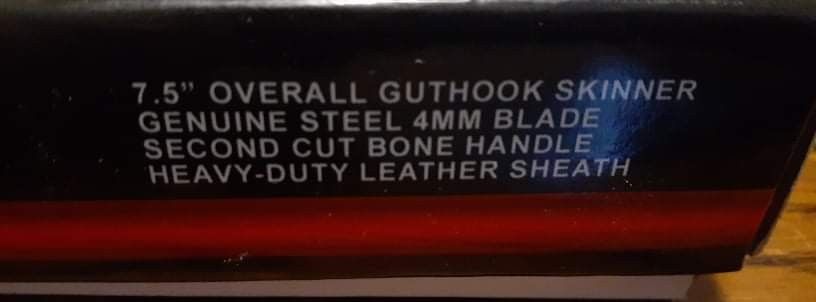 7.5" OVERALL GUTHOOK SKINNER
GENUINE STEEL 4MM BLADE
SECOND CUT BONE HANDLE
HEAVY-DUTY LEATHER SHEATH